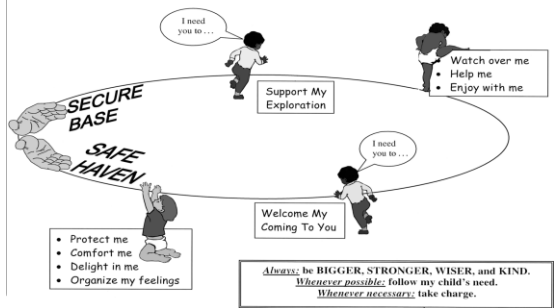 I need
you to . . .
SECURE
BASE
Support My
Exploration
• Watch over me
• Help me
• Enjoy with me
SAFE
HAVEN
I need
you to . . .
Welcome My
Coming To You
• Protect me
• Comfort me
• Delight in me
• Organize my feelings
Always: be BIGGER, STRONGER, WISER, and KIND.
Whenever possible: follow my child's need.
Whenever necessary: take charge.